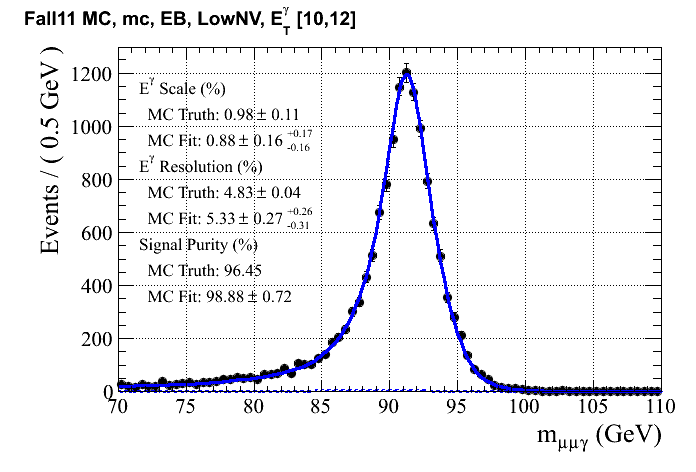 Fall11 MC, mc, EB, LowNV, E_T^γ [10,12]
Events / ( 0.5 GeV )
1200
1000
800
600
400
200
0
E^γ Scale (%)
MC Truth: 0.98 ± 0.11
MC Fit: 0.88 ± 0.16 +0.17 -0.16
E^γ Resolution (%)
MC Truth: 4.83 ± 0.04
MC Fit: 5.33 ± 0.27 +0.26 -0.31
Signal Purity (%)
MC Truth: 96.45
MC Fit: 98.88 ± 0.72
70 75 80 85 90 95 100 105 110
m_μμγ (GeV)